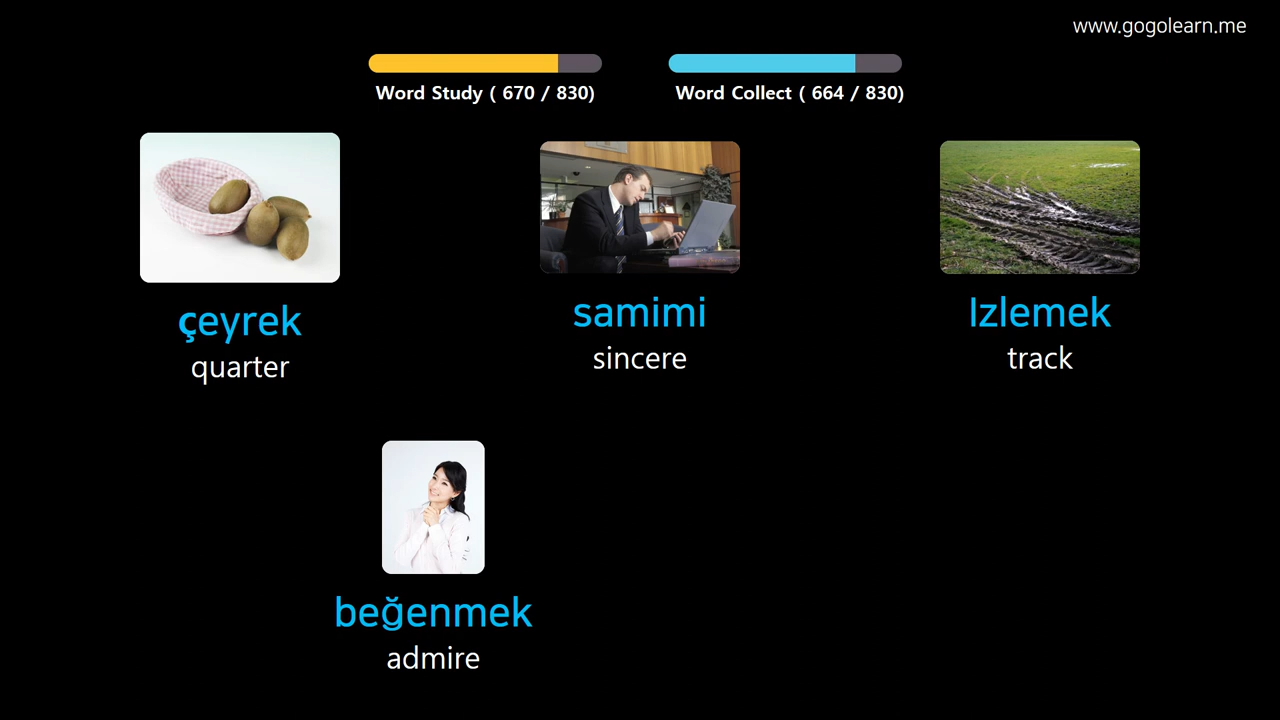 www.gogolearn.me
Word Study ( 670 / 830)
Word Collect ( 664 / 830)
çeyrek
quarter
samimi
sincere
Izlemek
track
beğenmek
admire